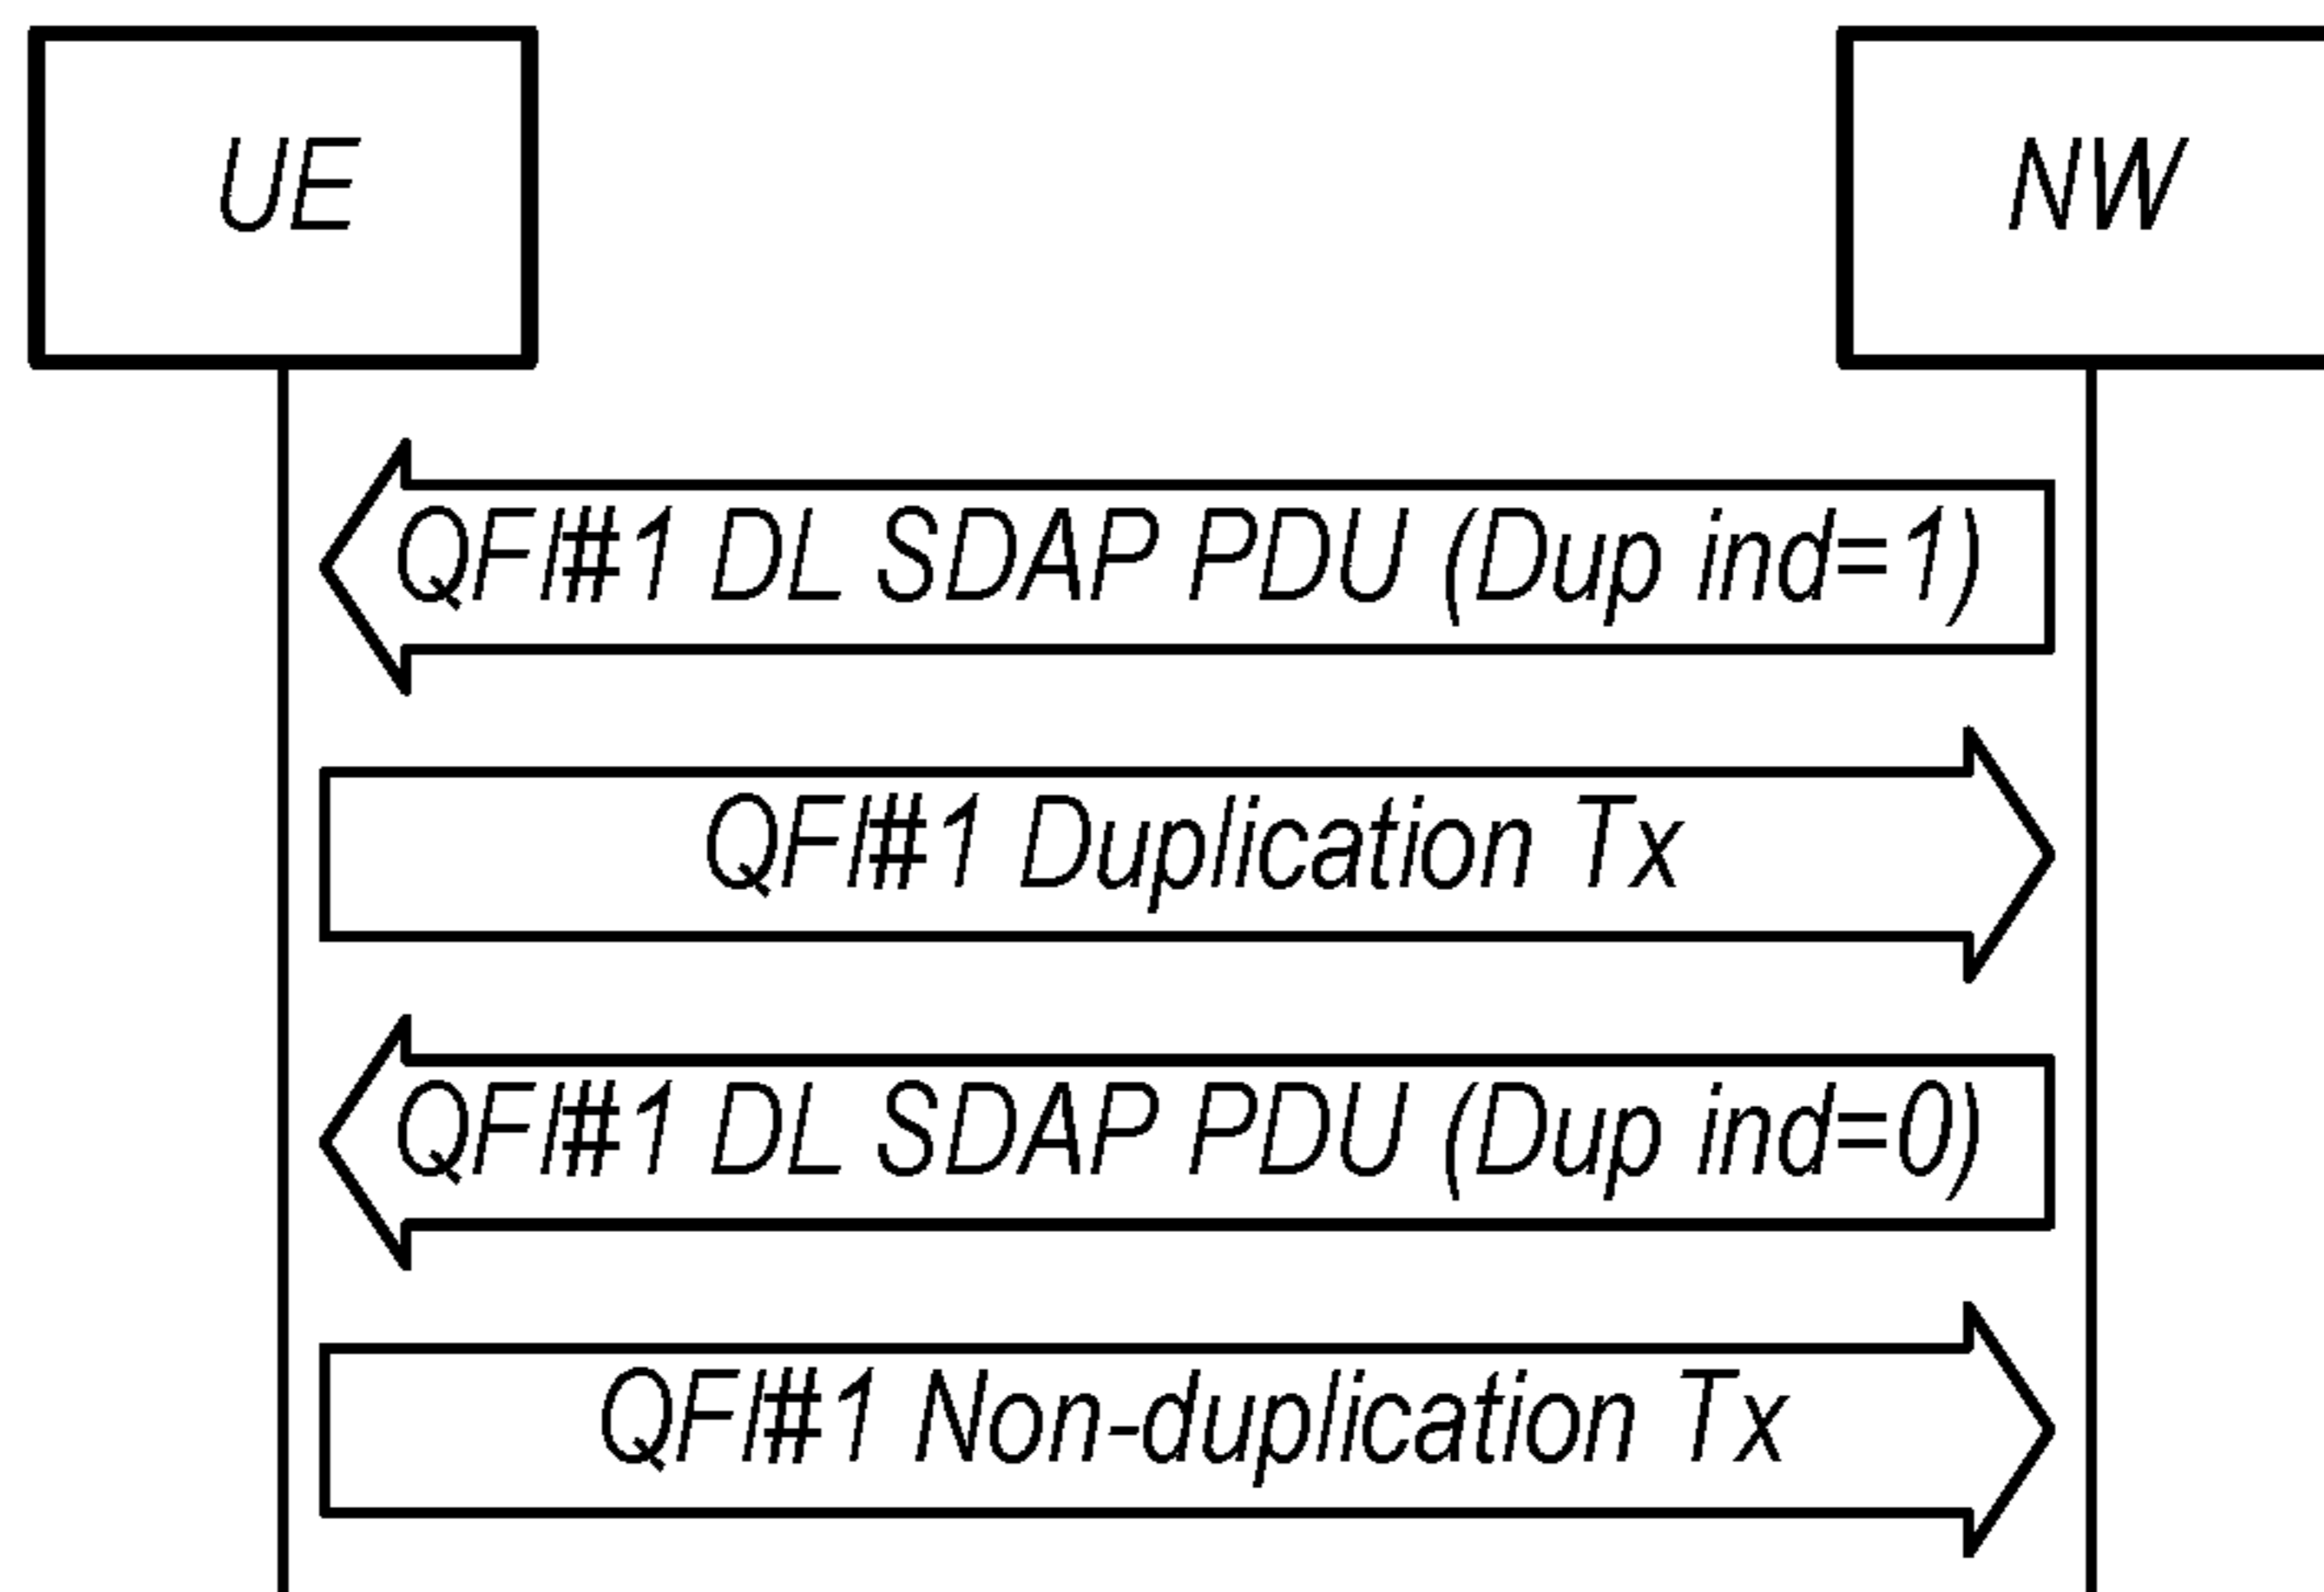 UE
NW
QFI#1 DL SDAP PDU (Dup ind=1)
QFI#1 Duplication Tx
QFI#1 DL SDAP PDU (Dup ind=0)
QFI#1 Non-duplication Tx